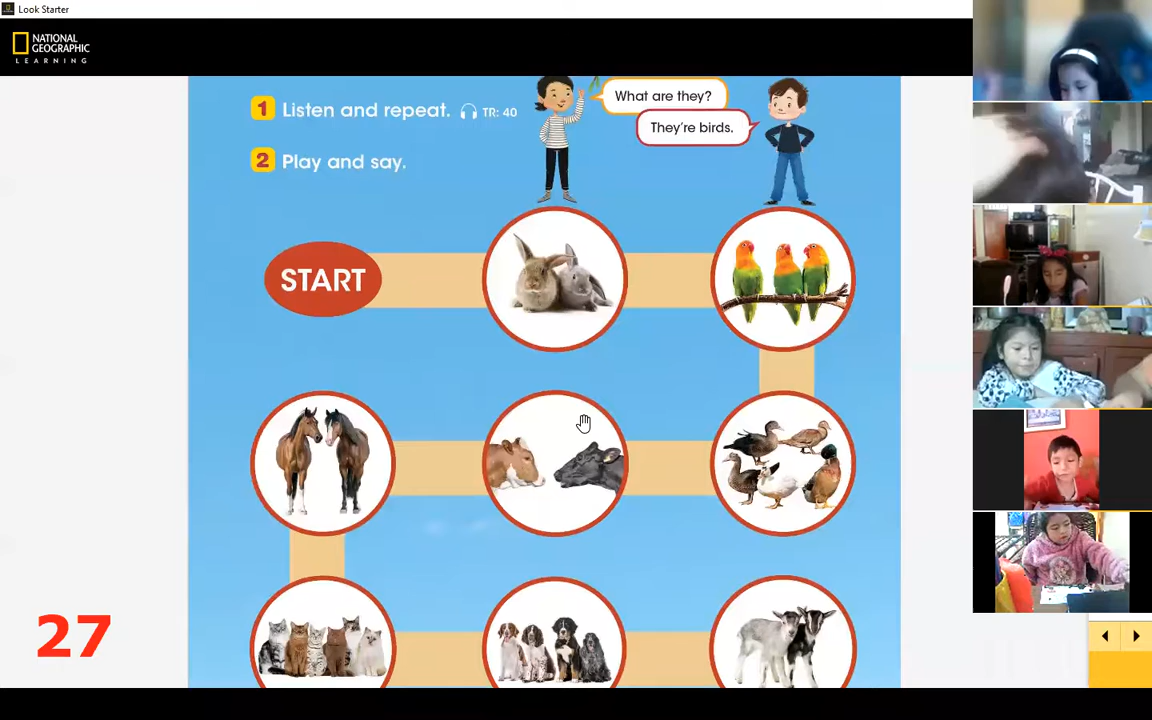 Look Starter
NATIONAL
GEOGRAPHIC
LEARNING
1 Listen and repeat. TR: 40
What are they?
They're birds.
2 Play and say.
START
27